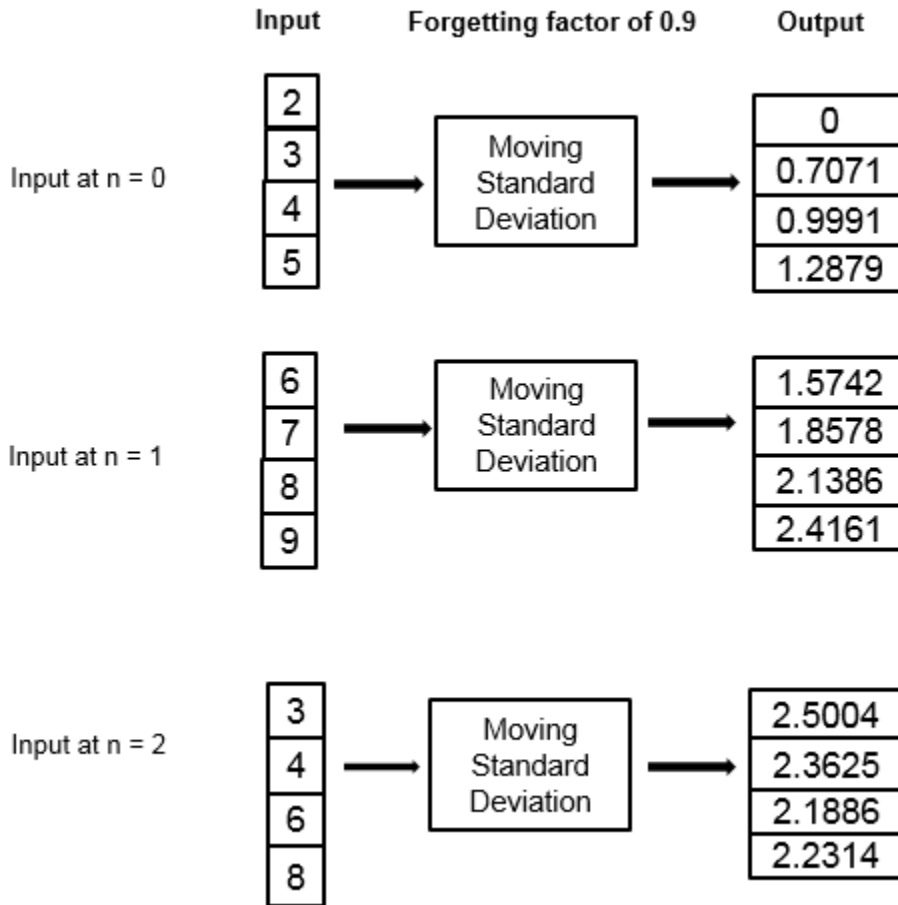 Input Forgetting factor of 0.9 Output
Input at n = 0
2
3
4
5
Moving
Standard
Deviation
0
0.7071
0.9991
1.2879
Input at n = 1
6
7
8
9
Moving
Standard
Deviation
1.5742
1.8578
2.1386
2.4161
Input at n = 2
3
4
6
8
Moving
Standard
Deviation
2.5004
2.3625
2.1886
2.2314